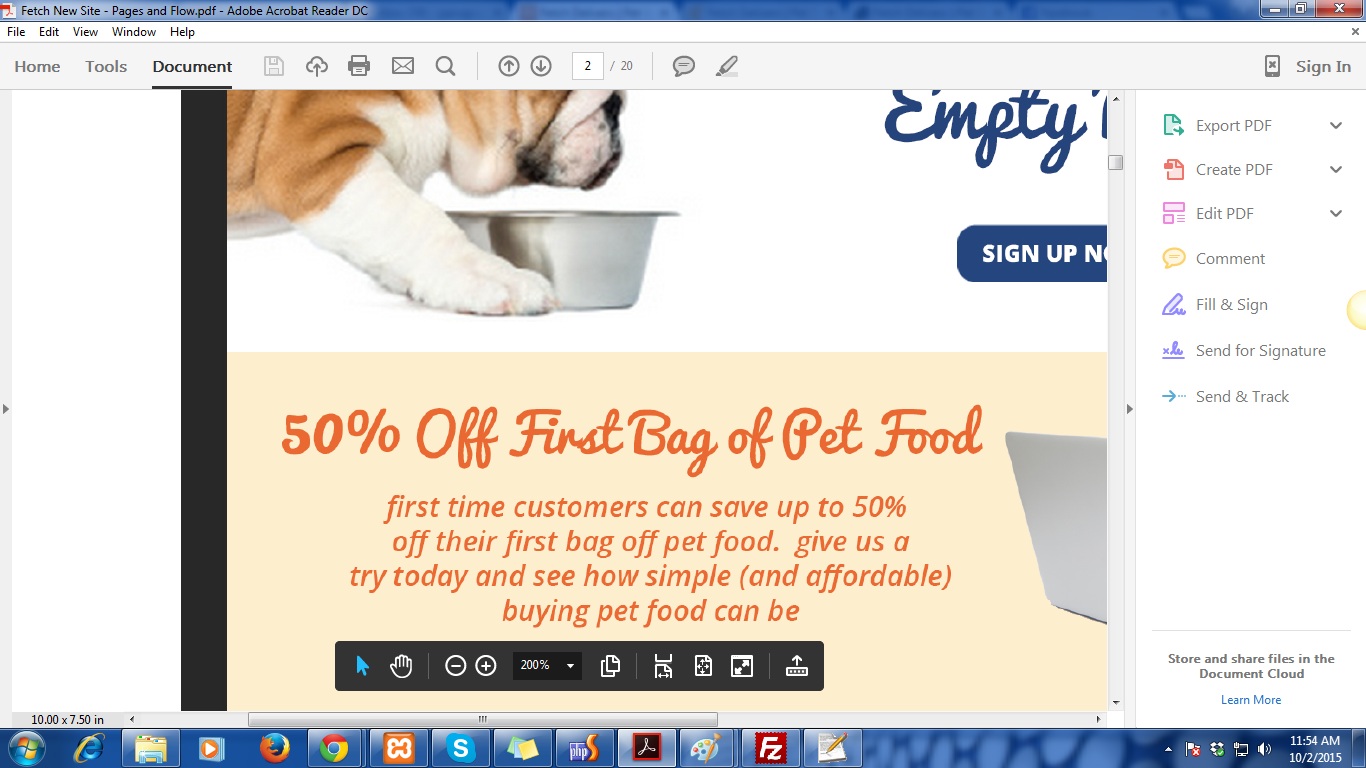 Fetch New Site - Pages and Flow.pdf - Adobe Acrobat Reader DC
File Edit View Window Help
Home Tools Document 2 / 20 Sign In
Empty
SIGN UP
Export PDF
Create PDF
Edit PDF
Comment
Fill & Sign
Send for Signature
Send & Track
50% Off First Bag of Pet Food
first time customers can save up to 50%
off their first bag off pet food.  give us a
try today and see how simple (and affordable)
buying pet food can be
200%
Store and share files in the
Document Cloud
Learn More
10.00 x 7.50 in
11:54 AM
10/2/2015